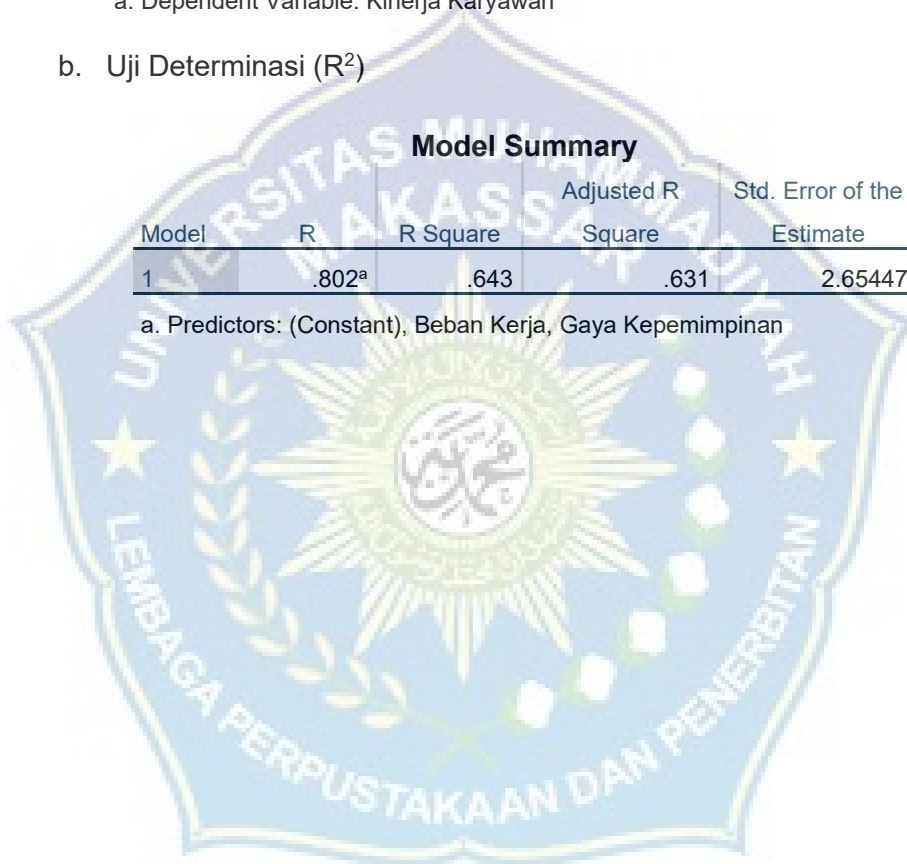 a. Dependent Variable: Kinerja Karyawan
b. Uji Determinasi (R²)
Model Summary
Model R R Square Adjusted R Square Std. Error of the Estimate
1 .802ᵃ .643 .631 2.65447
a. Predictors: (Constant), Beban Kerja, Gaya Kepemimpinan
UNIVERSITAS MUHAMMADIYAH
MAKASSAR
LEMBAGA PERPUSTAKAAN DAN PENERBITAN